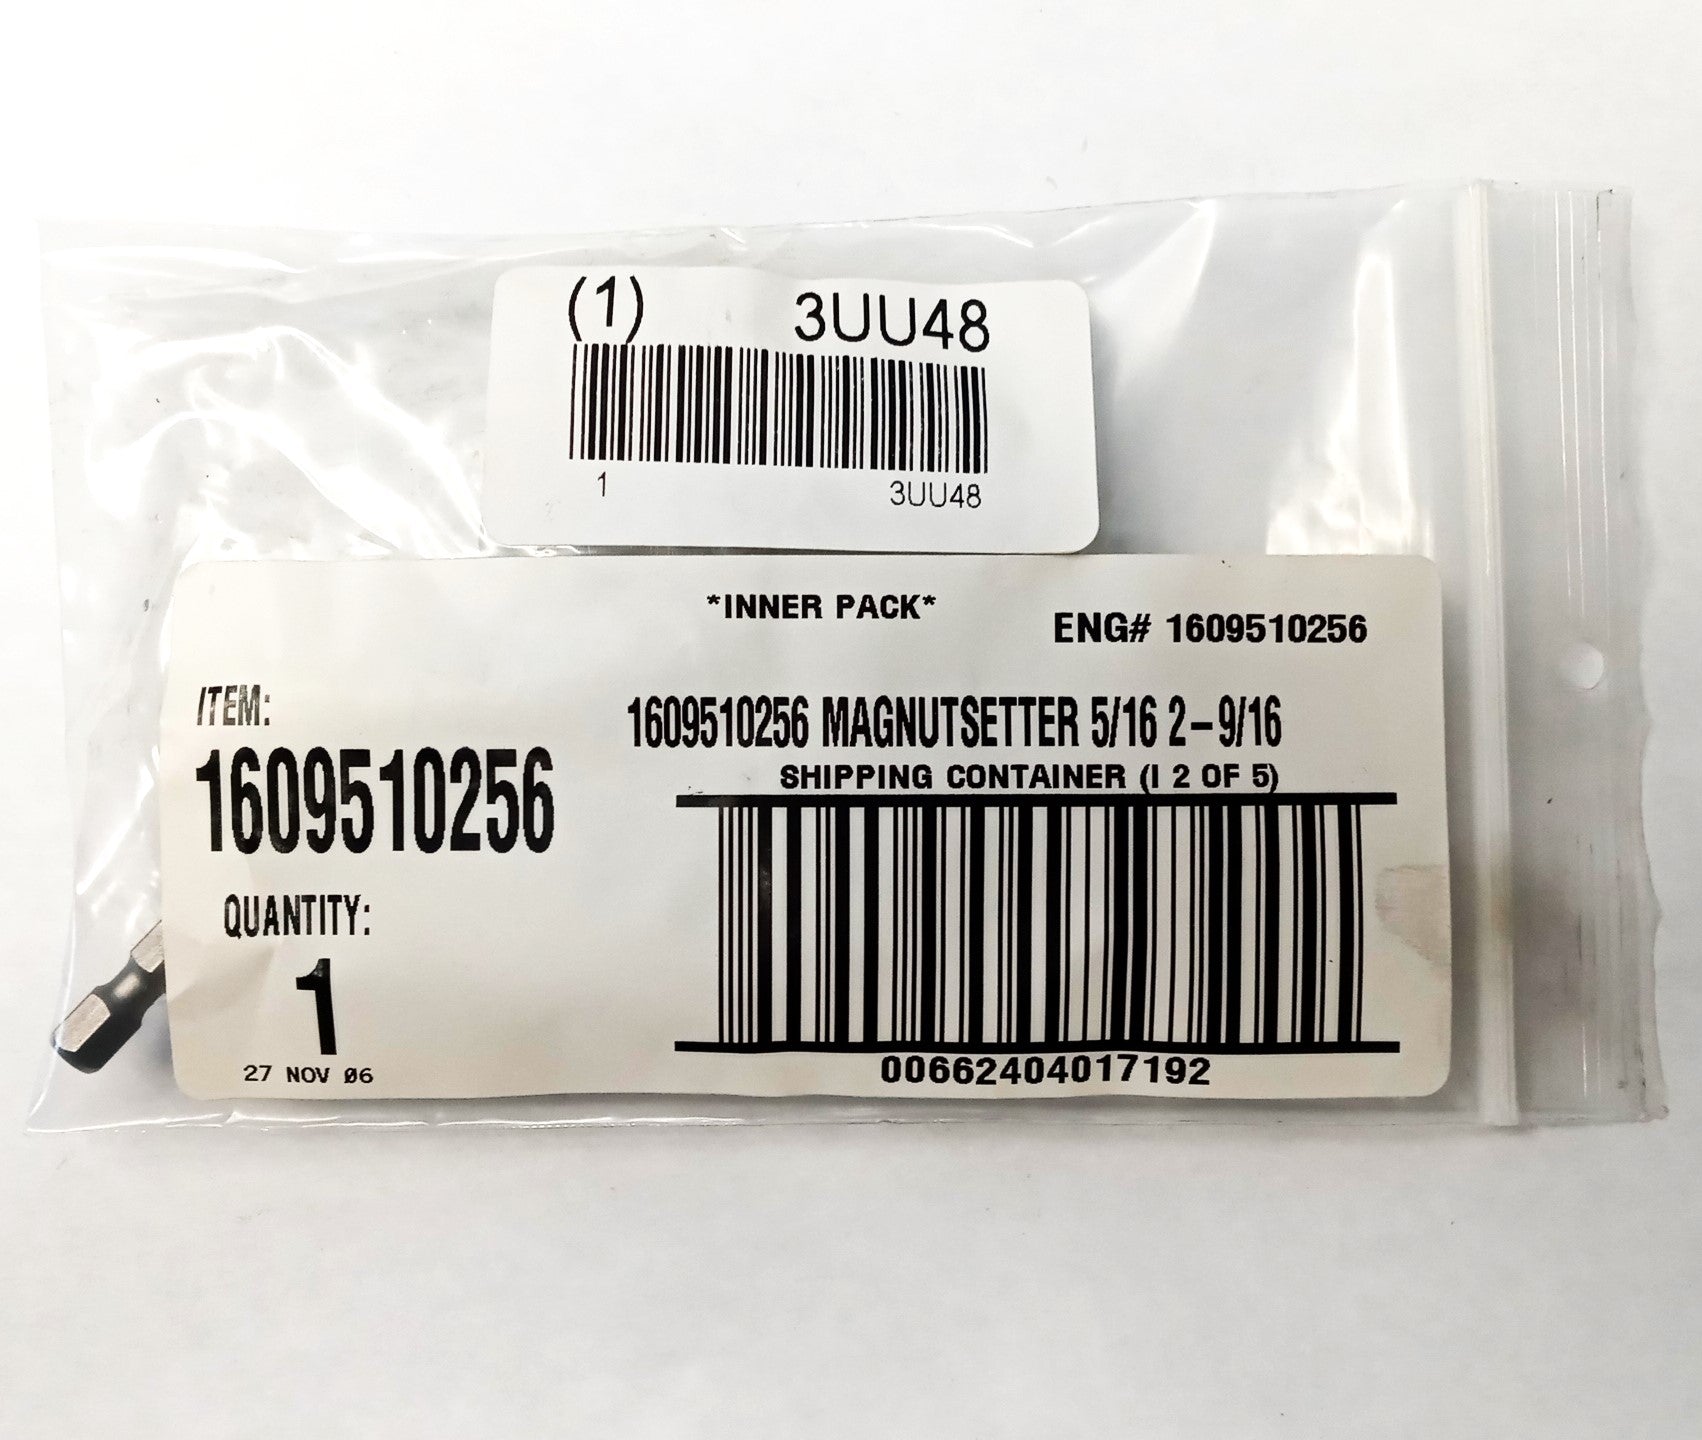 (1) 3UU48
1 3UU48
*INNER PACK*
ENG# 1609510256
ITEM:
1609510256
1609510256 MAGNUTSETTER 5/16 2-9/16
SHIPPING CONTAINER (I 2 OF 5)
QUANTITY:
1
27 NOV 06
00662404017192